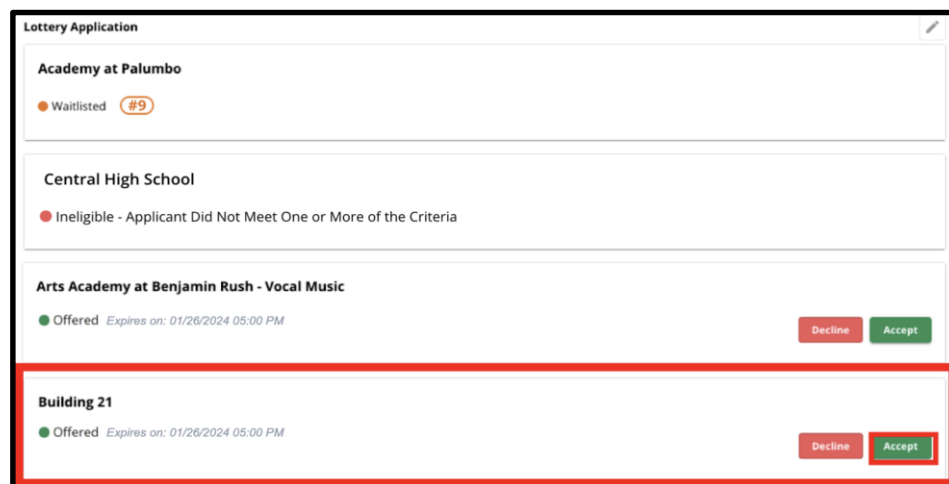 Lottery Application
Academy at Palumbo
Waitlisted #9
Central High School
Ineligible - Applicant Did Not Meet One or More of the Criteria
Arts Academy at Benjamin Rush - Vocal Music
Offered Expires on: 01/26/2024 05:00 PM
Decline Accept
Building 21
Offered Expires on: 01/26/2024 05:00 PM
Decline Accept